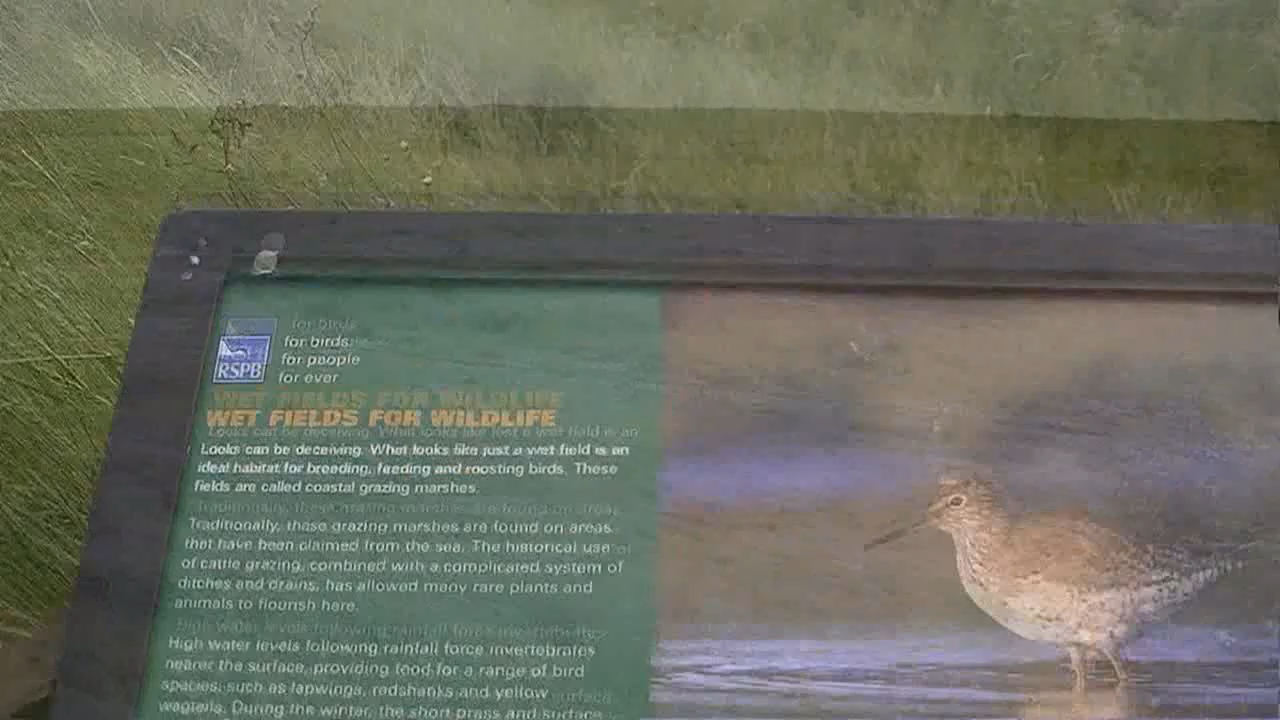 for birds
for people
for ever
RSPB
WET FIELDS FOR WILDLIFE
Looks can be deceiving. What looks like just a wet field is an
ideal habitat for breeding, feeding and roosting birds. These
fields are called coastal grazing marshes.
Traditionally, these grazing marshes are found on areas
that have been claimed from the sea. The historical use
of cattle grazing, combined with a complicated system of
ditches and drains, has allowed many rare plants and
animals to flourish here.
High water levels following rainfall force invertebrates
nearer the surface, providing food for a range of bird
species, such as lapwings, redshanks and yellow
wagtails. During the winter, the short grass and surface